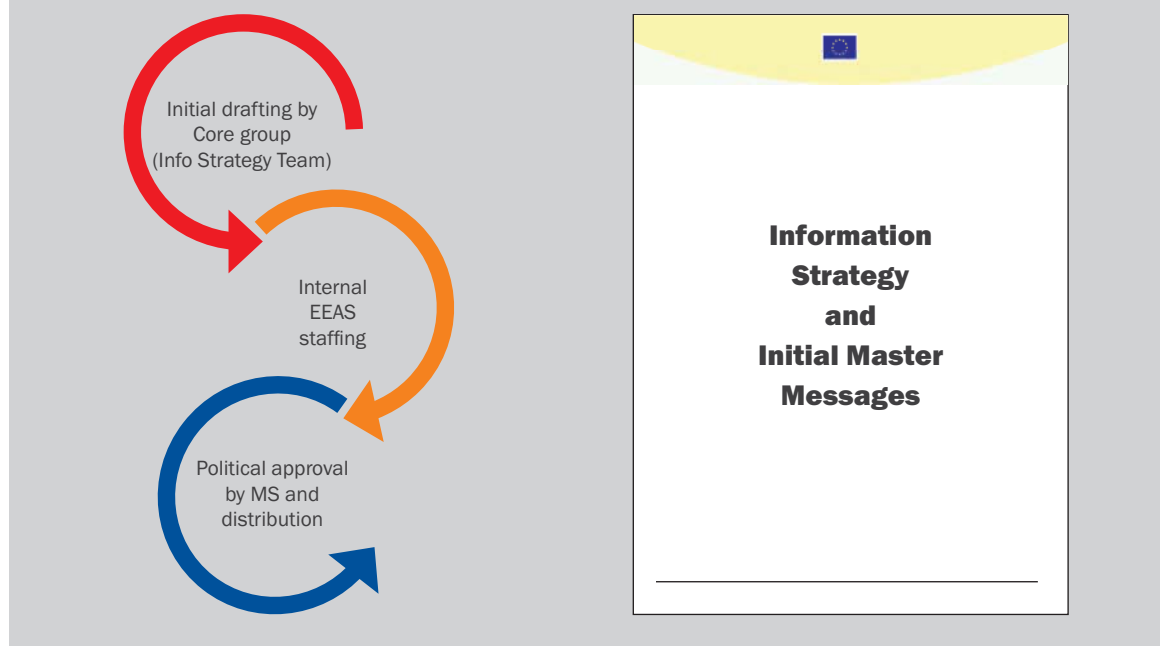 Initial drafting by
Core group
(Info Strategy Team)
Internal
EEAS
staffing
Political approval
by MS and
distribution
Information
Strategy
and
Initial Master
Messages